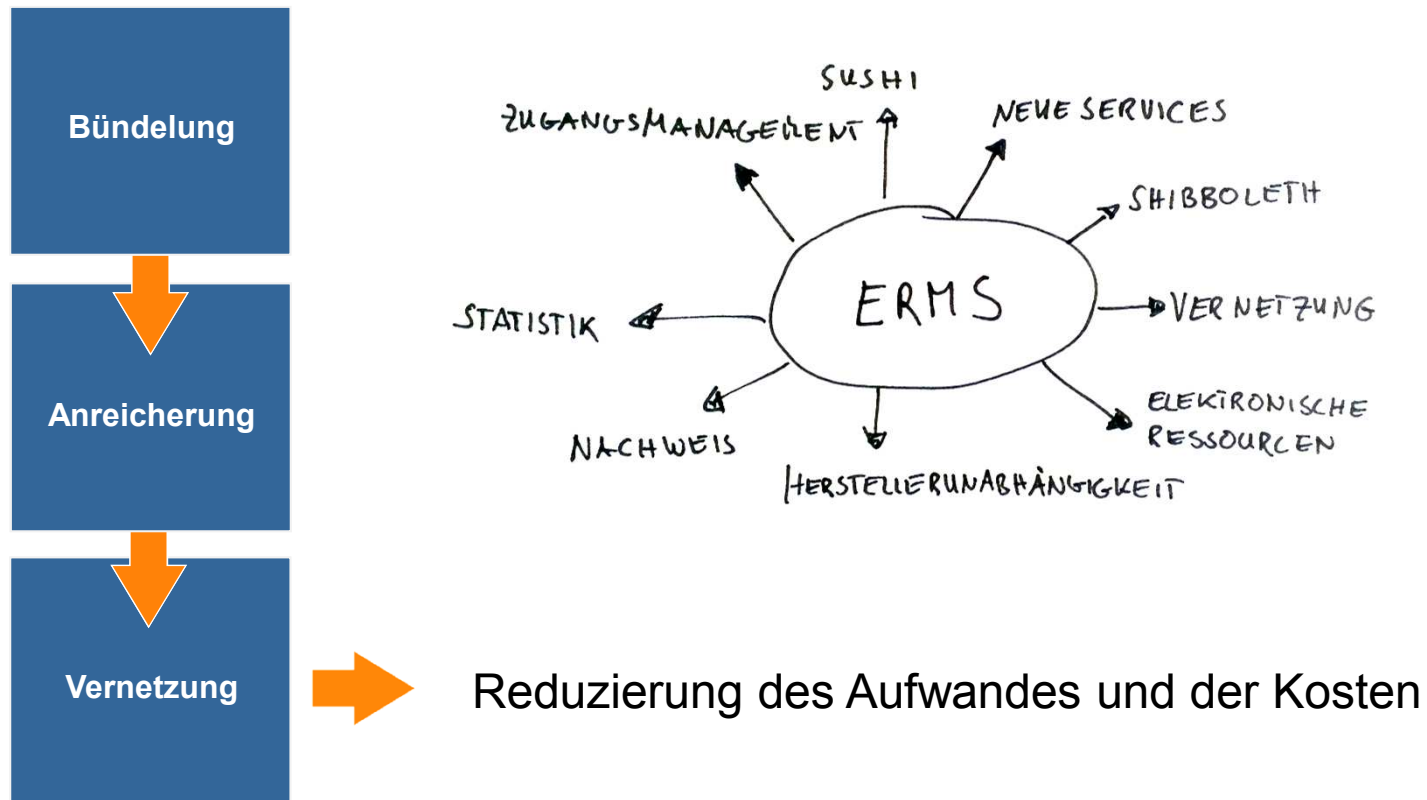 Bündelung
Anreicherung
Vernetzung
SUSHI
ZUGANGSMANAGEMENT
NEUE SERVICES
SHIBBOLETH
ERMS
STATISTIK
VERNETZUNG
ELEKTRONISCHE
RESSOURCEN
NACHWEIS
HERSTELLERUNABHÄNGIGKEIT
Reduzierung des Aufwandes und der Kosten